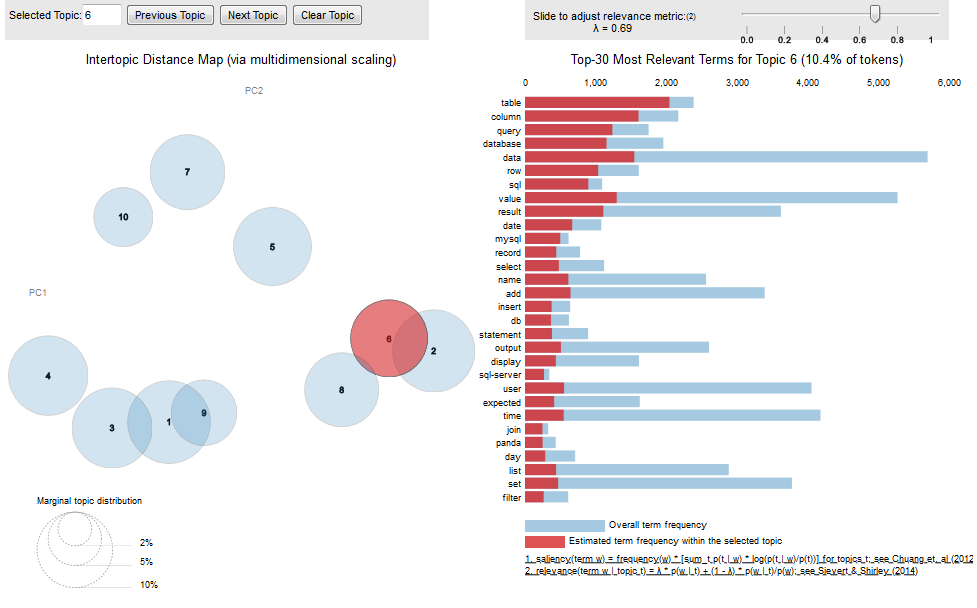 Selected Topic: 6 Previous Topic Next Topic Clear Topic
Slide to adjust relevance metric:(2)
λ = 0.69
0.0 0.2 0.4 0.6 0.8 1
Intertopic Distance Map (via multidimensional scaling)
PC2
PC1
7
10
5
6
2
4
8
9
1
3
Marginal topic distribution
2%
5%
10%
Top-30 Most Relevant Terms for Topic 6 (10.4% of tokens)
0 1,000 2,000 3,000 4,000 5,000 6,000
table
column
query
database
data
row
sql
value
result
date
mysql
record
select
name
add
insert
db
statement
output
display
sql-server
user
expected
time
join
panda
day
list
set
filter
Overall term frequency
Estimated term frequency within the selected topic
1. saliency(term w) = frequency(w) * [sum_t p(t | w) * log(p(t | w)/p(t))] for topics t; see Chuang et. al (2012
2. relevance(term w | topic t) = λ * p(w | t) + (1 - λ) * p(w | t)/p(w); see Sievert & Shirley (2014)